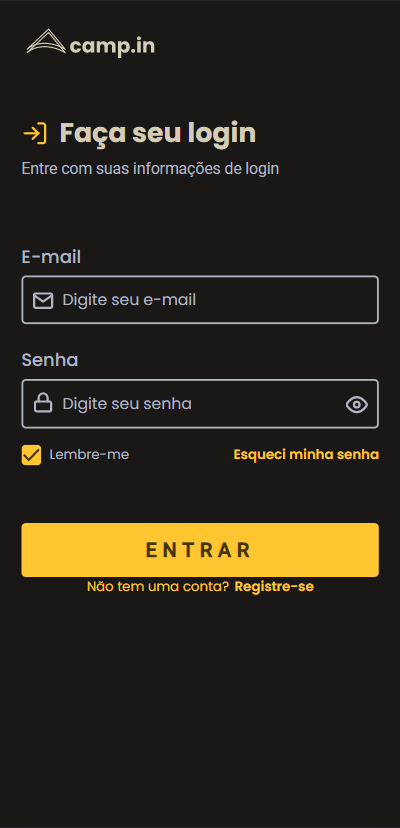 camp.in
Faça seu login
Entre com suas informações de login
E-mail
Digite seu e-mail
Senha
Digite seu senha
Lembre-me Esqueci minha senha
ENTRAR
Não tem uma conta? Registre-se